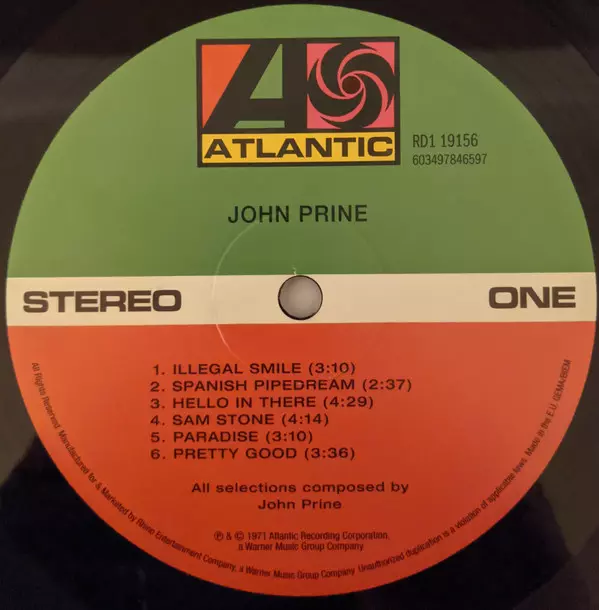 ATLANTIC
RD1 19156
603497846597
JOHN PRINE
STEREO
ONE
1. ILLEGAL SMILE (3:10)
2. SPANISH PIPEDREAM (2:37)
3. HELLO IN THERE (4:29)
4. SAM STONE (4:14)
5. PARADISE (3:10)
6. PRETTY GOOD (3:36)
All selections composed by
John Prine
℗ & © 1971 Atlantic Recording Corporation,
a Warner Music Group Company.
All Rights Reserved. Manufactured for & Marketed by Rhino Entertainment Company, a Warner Music Group Company. Unauthorized duplication is a violation of applicable laws. Made in the E.U. GEMA/BIEM